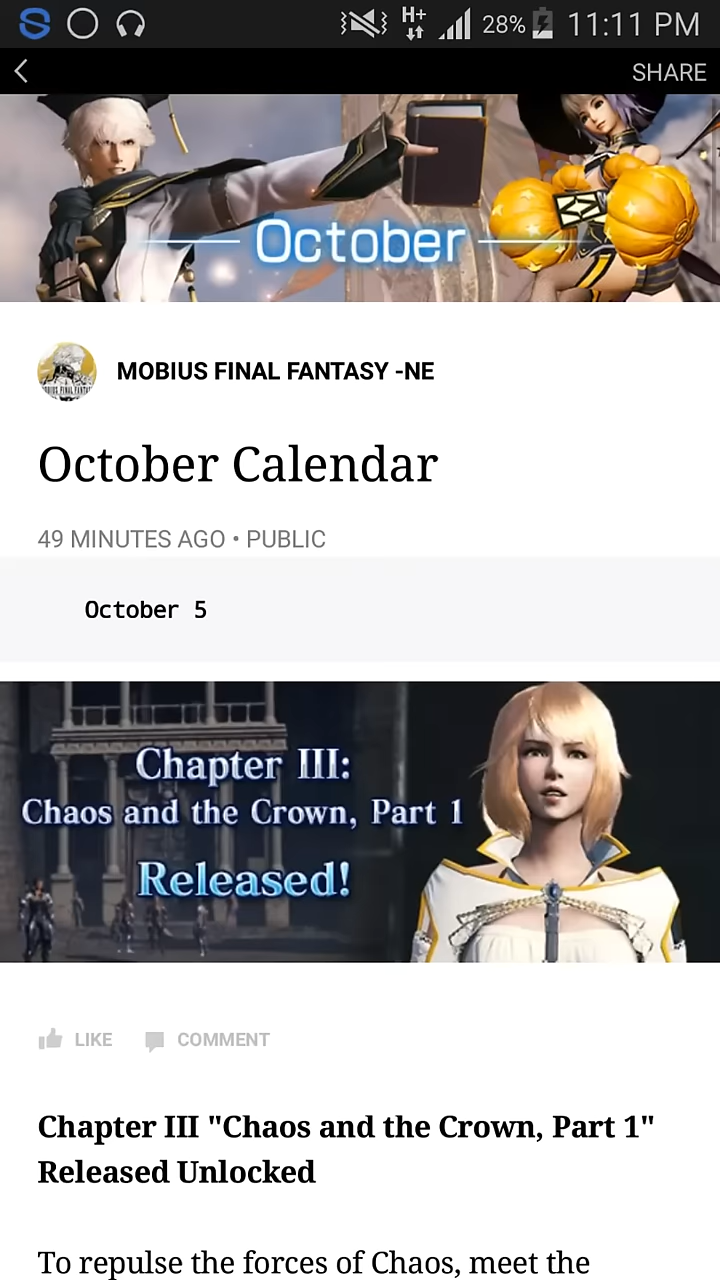 H+
28%
11:11 PM
SHARE
October
MOBIUS FINAL FANTASY -NE
October Calendar
49 MINUTES AGO • PUBLIC
October 5
Chapter III:
Chaos and the Crown, Part 1
Released!
LIKE
COMMENT
Chapter III "Chaos and the Crown, Part 1"
Released Unlocked
To repulse the forces of Chaos, meet the